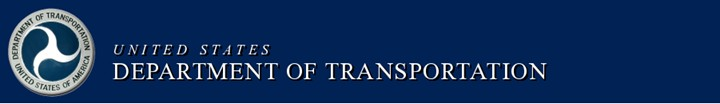 DEPARTMENT OF TRANSPORTATION
UNITED STATES OF AMERICA
UNITED STATES
DEPARTMENT OF TRANSPORTATION